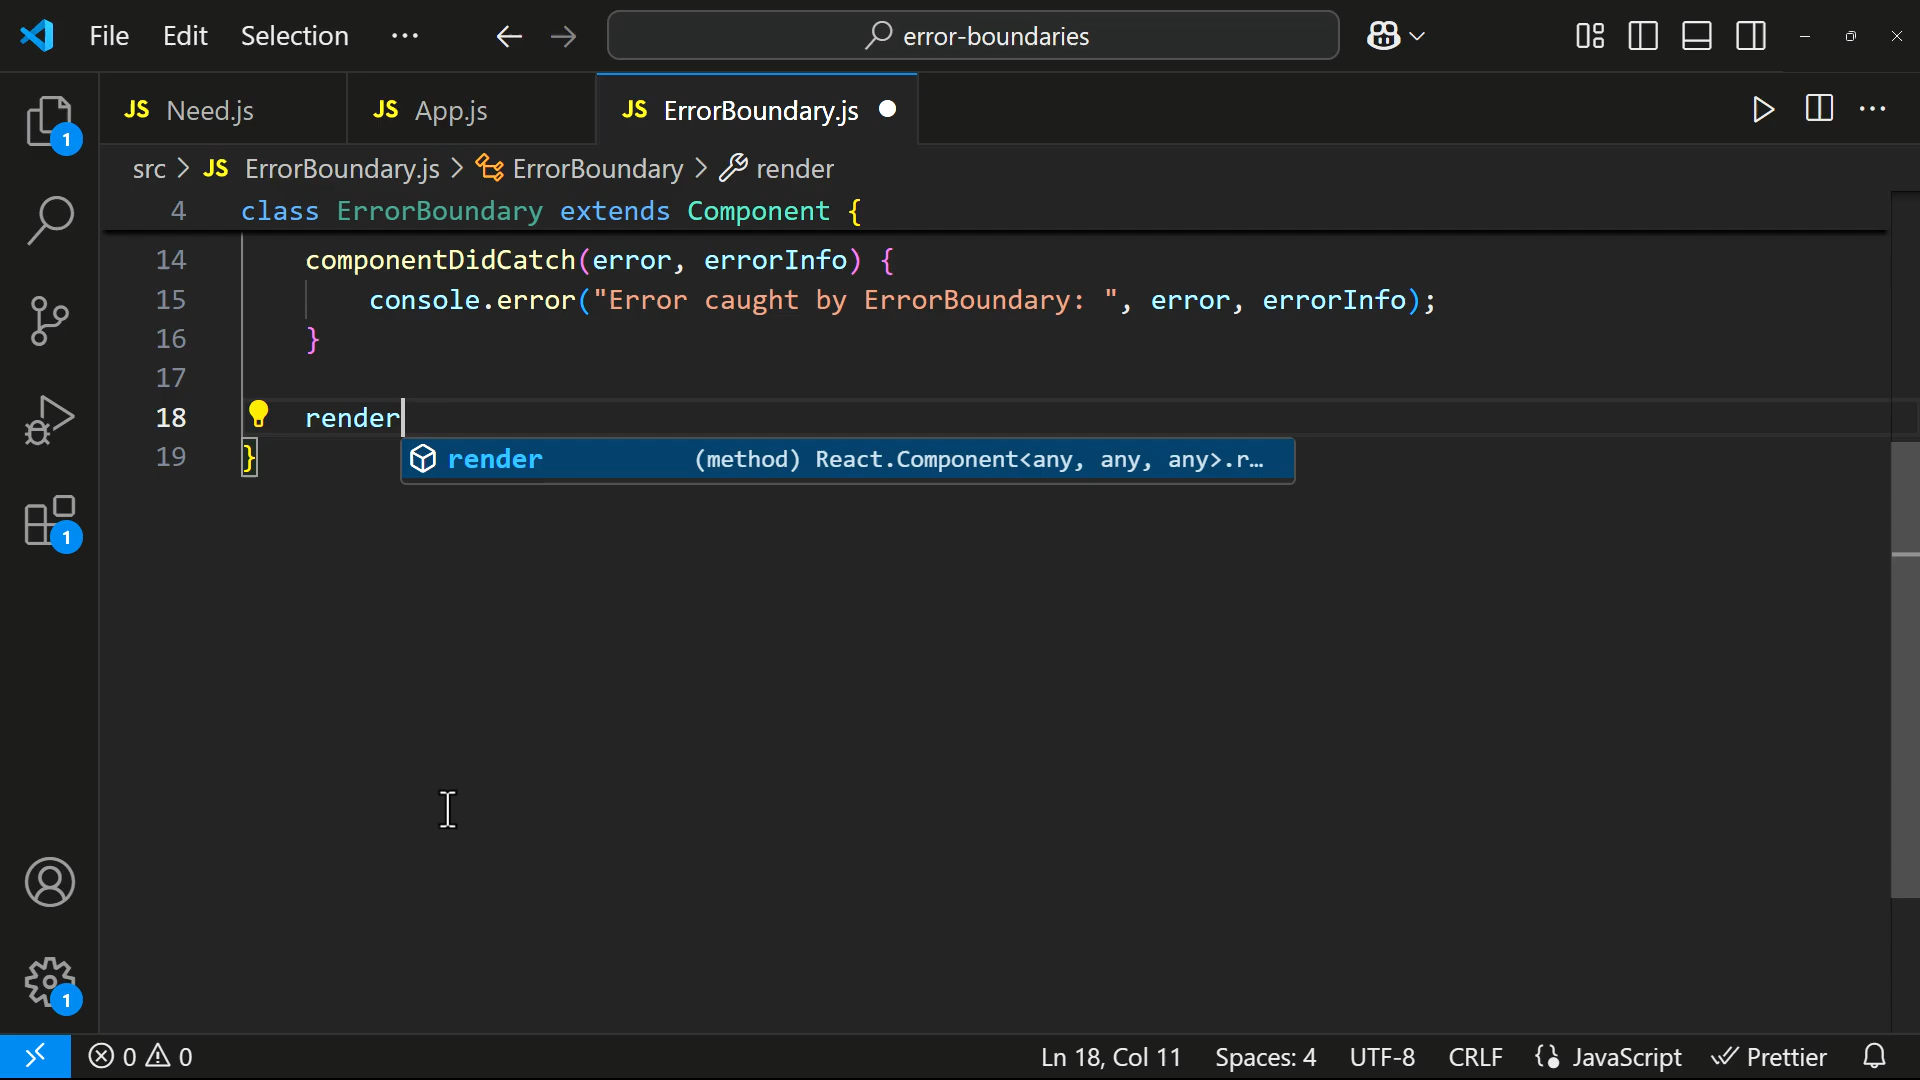 File Edit Selection ··· error-boundaries
JS Need.js JS App.js JS ErrorBoundary.js
src > JS ErrorBoundary.js > ErrorBoundary > render
4 class ErrorBoundary extends Component {
14 componentDidCatch(error, errorInfo) {
15 console.error("Error caught by ErrorBoundary: ", error, errorInfo);
16 }
17
18 render
19 }
render (method) React.Component<any, any, any>.r…
1
1
1
0 0 Ln 18, Col 11 Spaces: 4 UTF-8 CRLF JavaScript Prettier